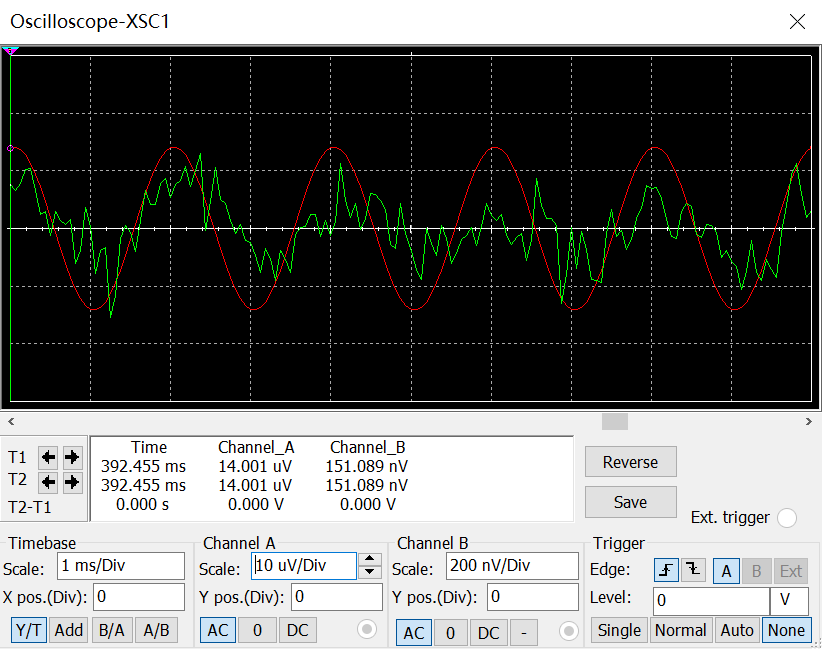 Oscilloscope-XSC1
Time Channel_A Channel_B
T1 392.455 ms 14.001 uV 151.089 nV
T2 392.455 ms 14.001 uV 151.089 nV
T2-T1 0.000 s 0.000 V 0.000 V
Reverse
Save
Ext. trigger
Timebase
Scale: 1 ms/Div
X pos.(Div): 0
Y/T Add B/A A/B
Channel A
Scale: 10 uV/Div
Y pos.(Div): 0
AC 0 DC
Channel B
Scale: 200 nV/Div
Y pos.(Div): 0
AC 0 DC -
Trigger
Edge: A B Ext
Level: 0 V
Single Normal Auto None